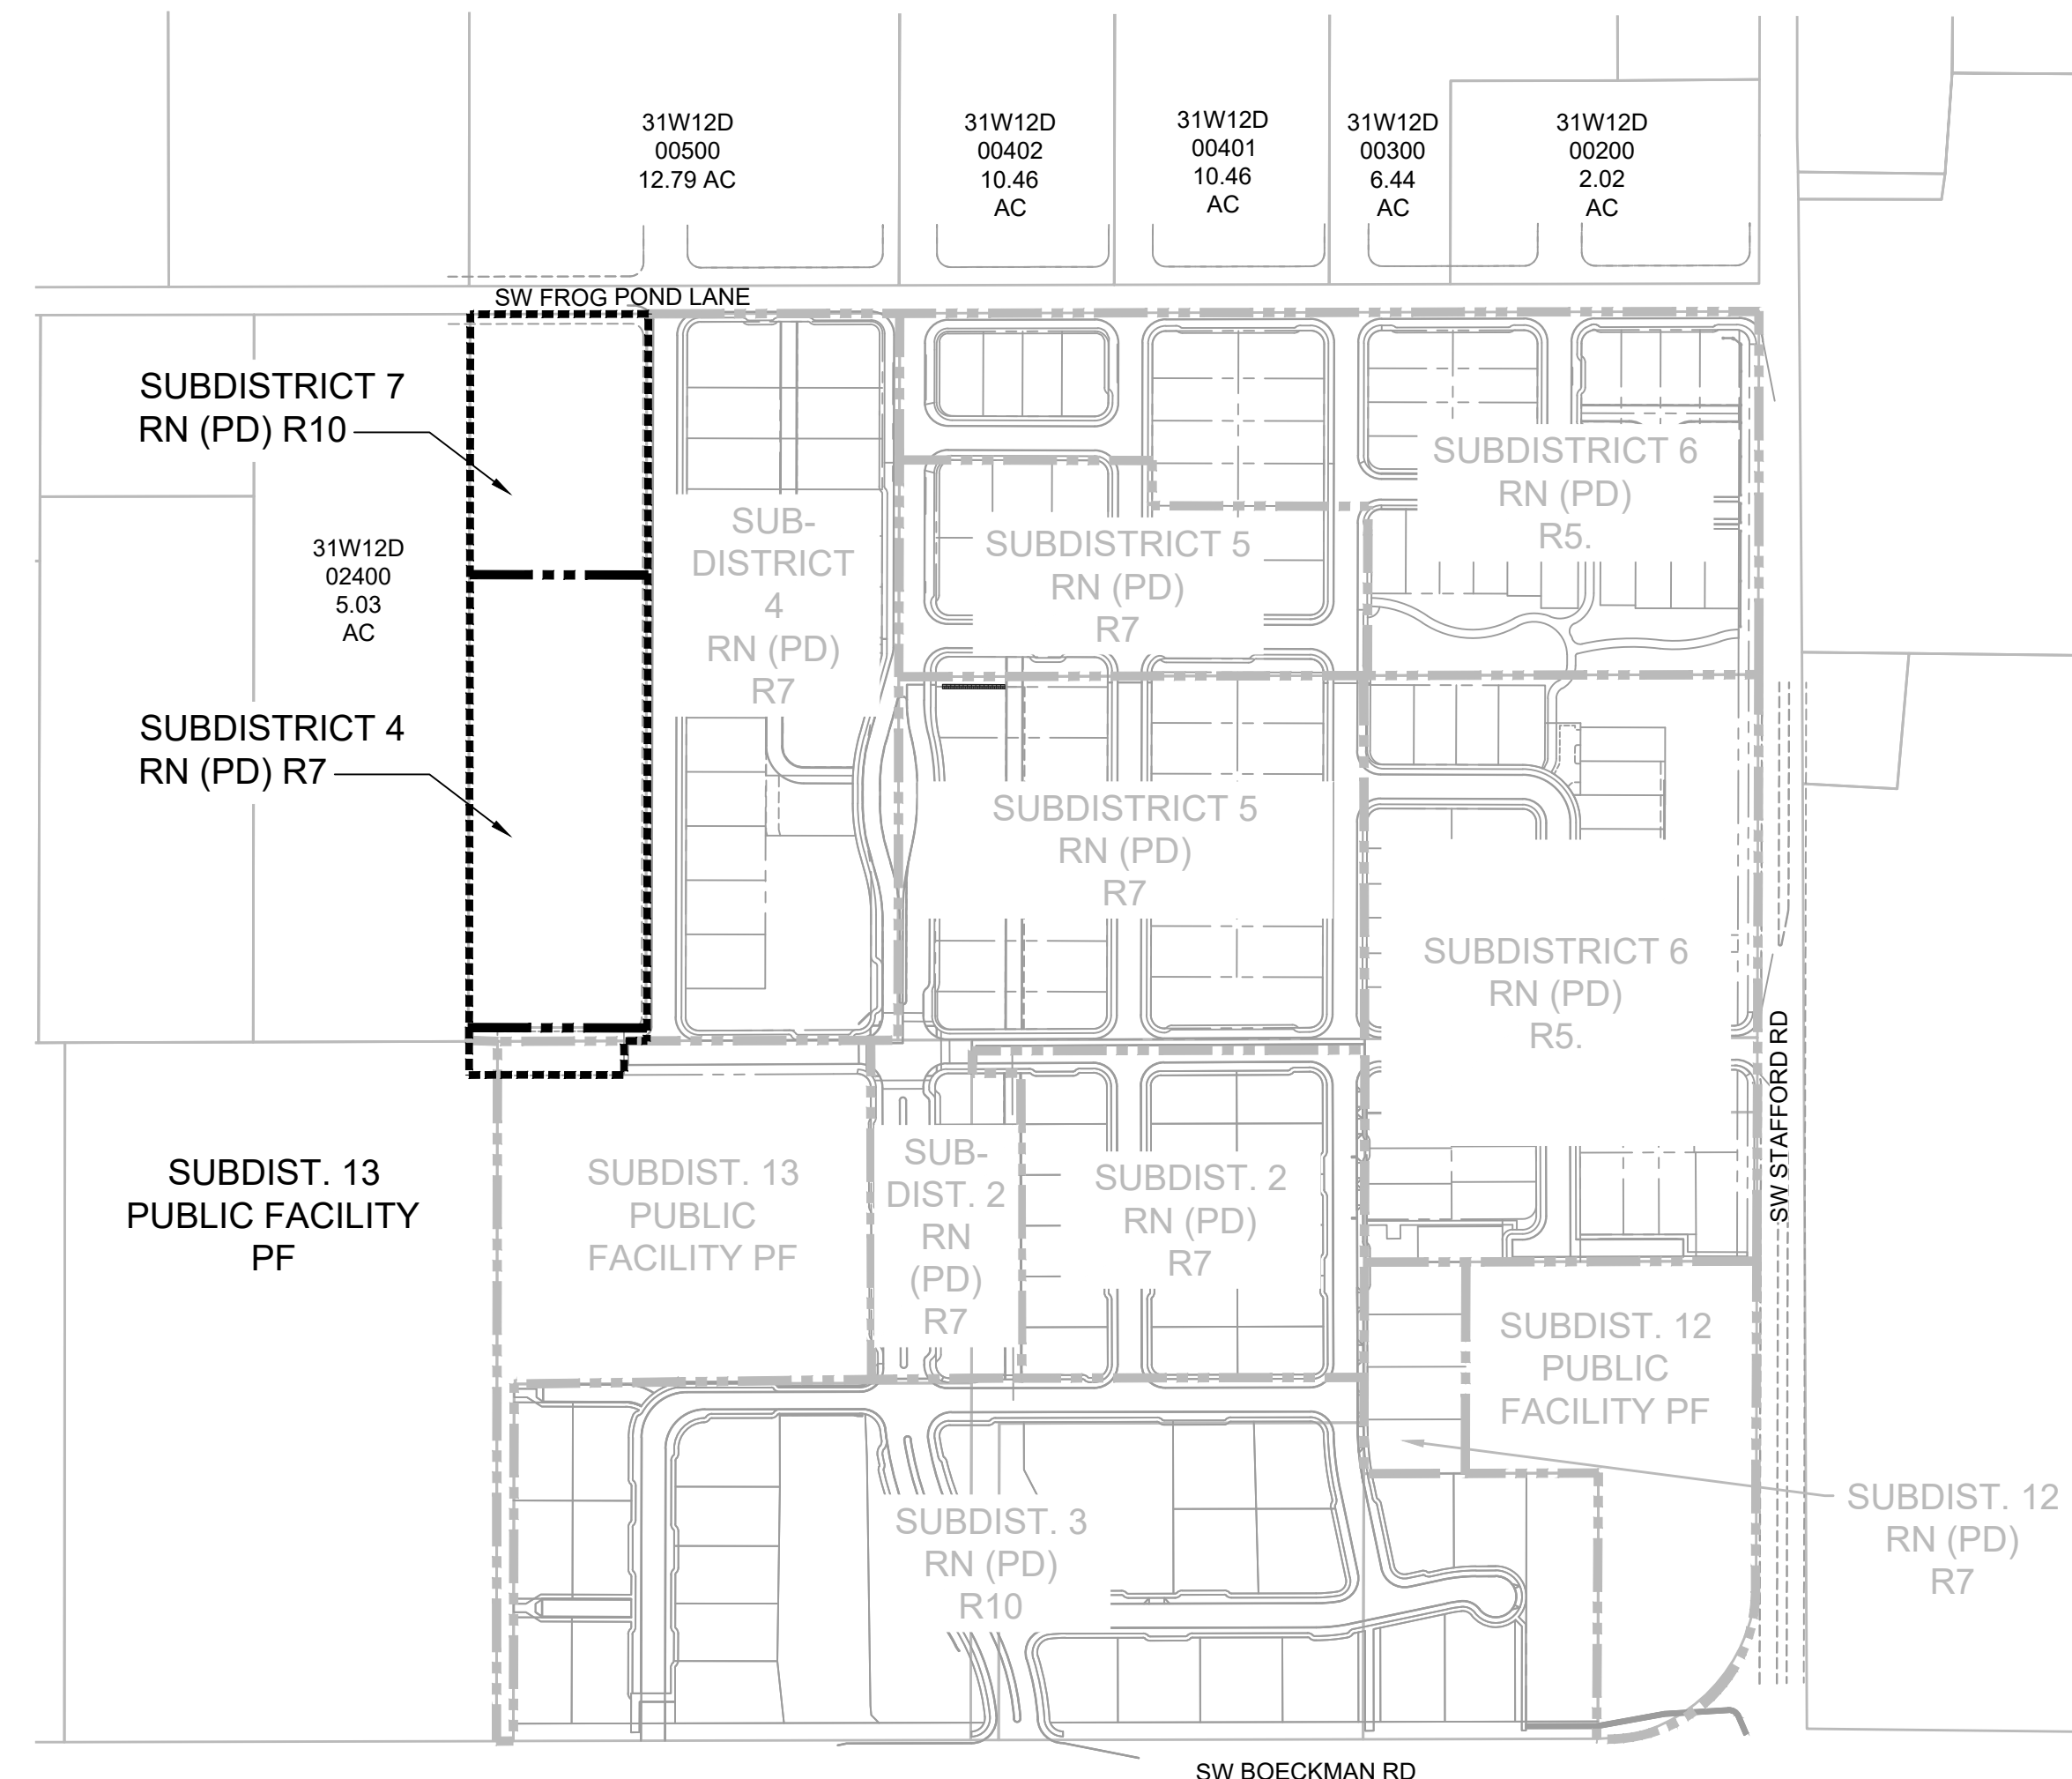 31W12D
00500
12.79 AC
31W12D
00402
10.46
AC
31W12D
00401
10.46
AC
31W12D
00300
6.44
AC
31W12D
00200
2.02
AC
SW FROG POND LANE
SUBDISTRICT 7
RN (PD) R10
31W12D
02400
5.03
AC
SUBDISTRICT 4
RN (PD) R7
SUB-
DISTRICT
4
RN (PD)
R7
SUBDISTRICT 5
RN (PD)
R7
SUBDISTRICT 6
RN (PD)
R5.
SUBDISTRICT 5
RN (PD)
R7
SUBDISTRICT 6
RN (PD)
R5.
SW STAFFORD RD
SUBDIST. 13
PUBLIC FACILITY
PF
SUBDIST. 13
PUBLIC
FACILITY PF
SUB-
DIST. 2
RN
(PD)
R7
SUBDIST. 2
RN (PD)
R7
SUBDIST. 12
PUBLIC
FACILITY PF
SUBDIST. 3
RN (PD)
R10
SUBDIST. 12
RN (PD)
R7
SW BOECKMAN RD